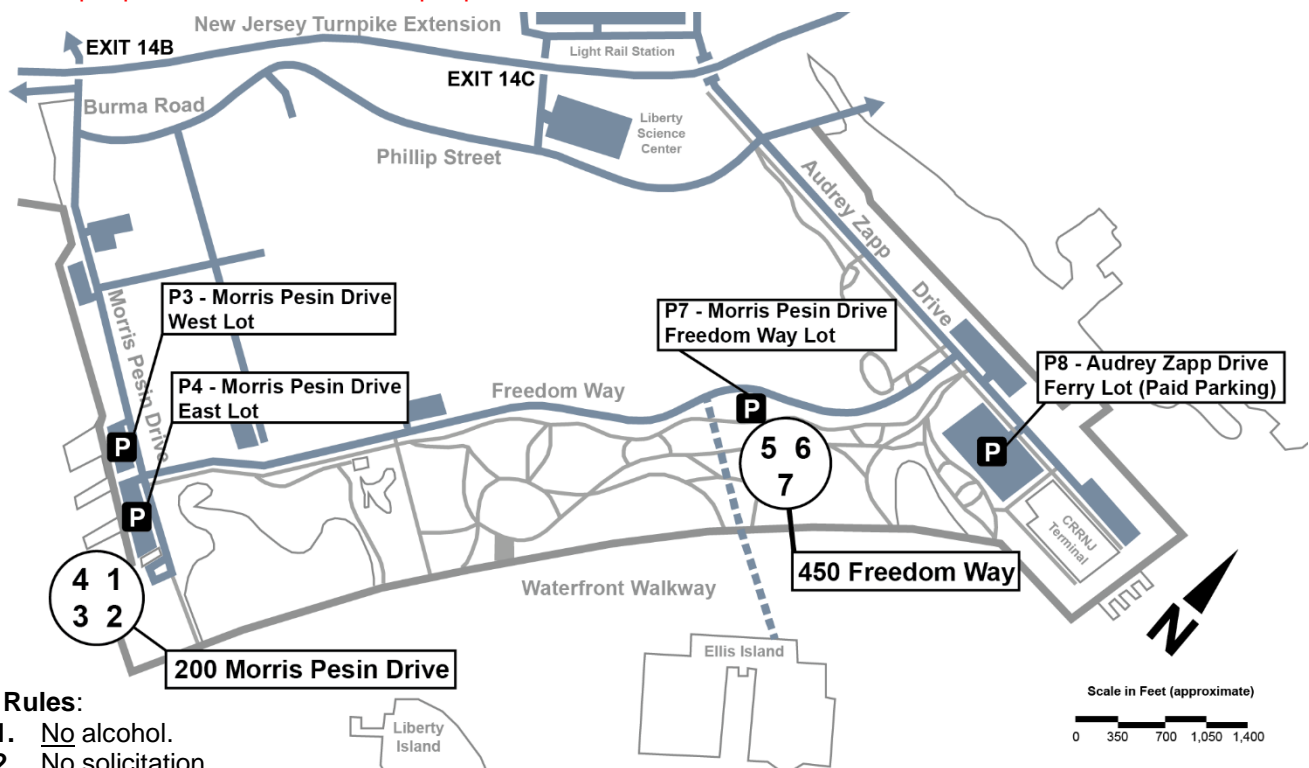 New Jersey Turnpike Extension
EXIT 14B
Light Rail Station
EXIT 14C
Burma Road
Liberty
Science
Center
Phillip Street
Audrey Zapp
Drive
Morris Pesin Drive
P3 - Morris Pesin Drive
West Lot
P7 - Morris Pesin Drive
Freedom Way Lot
P8 - Audrey Zapp Drive
Ferry Lot (Paid Parking)
P4 - Morris Pesin Drive
East Lot
Freedom Way
P
P
P
P
5 6
7
CRRNJ
Terminal
450 Freedom Way
4 1
3 2
Waterfront Walkway
N
200 Morris Pesin Drive
Ellis Island
Liberty
Island
Scale in Feet (approximate)
0 350 700 1,050 1,400
Rules:
1. No alcohol.
2. No solicitation